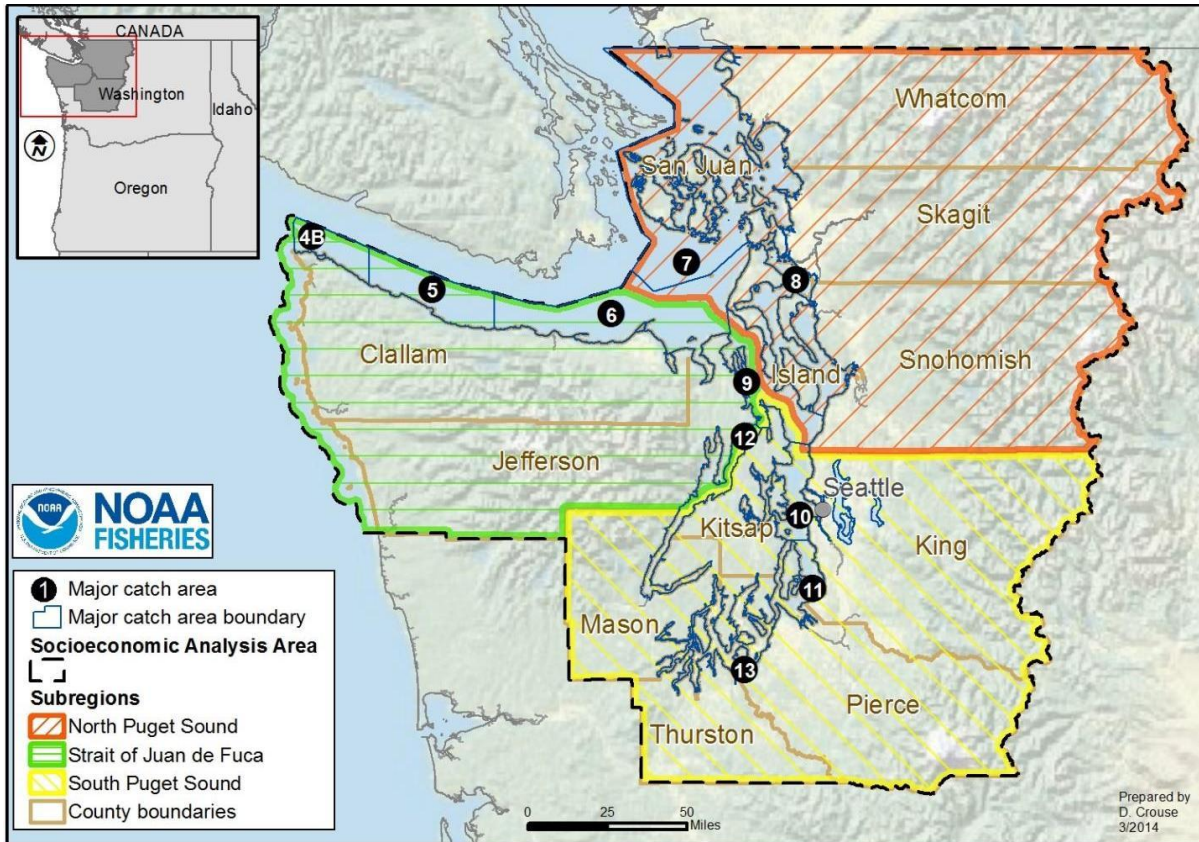 CANADA
Washington
Idaho
Oregon
N
Whatcom
San Juan
Skagit
Snohomish
Island
Clallam
Jefferson
Seattle
Kitsap
King
Mason
Pierce
Thurston
4B
5
6
7
8
9
12
10
11
13
NOAA
NOAA
FISHERIES
1 Major catch area
Major catch area boundary
Socioeconomic Analysis Area
Subregions
North Puget Sound
Strait of Juan de Fuca
South Puget Sound
County boundaries
0 25 50
Miles
Prepared by
D. Crouse
3/2014